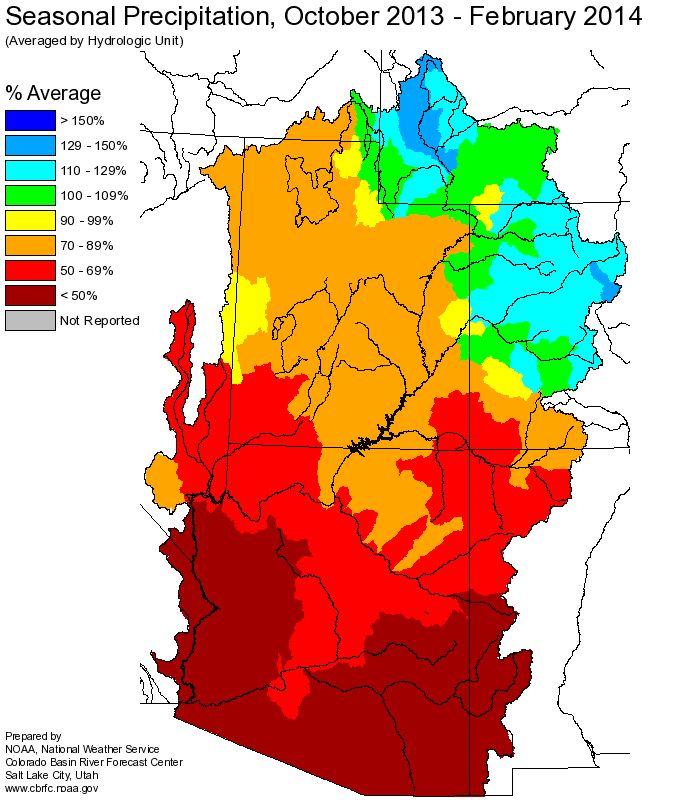 Seasonal Precipitation, October 2013 - February 2014
(Averaged by Hydrologic Unit)
% Average
> 150%
129 - 150%
110 - 129%
100 - 109%
90 - 99%
70 - 89%
50 - 69%
< 50%
Not Reported
Prepared by
NOAA, National Weather Service
Colorado Basin River Forecast Center
Salt Lake City, Utah
www.cbrfc.noaa.gov